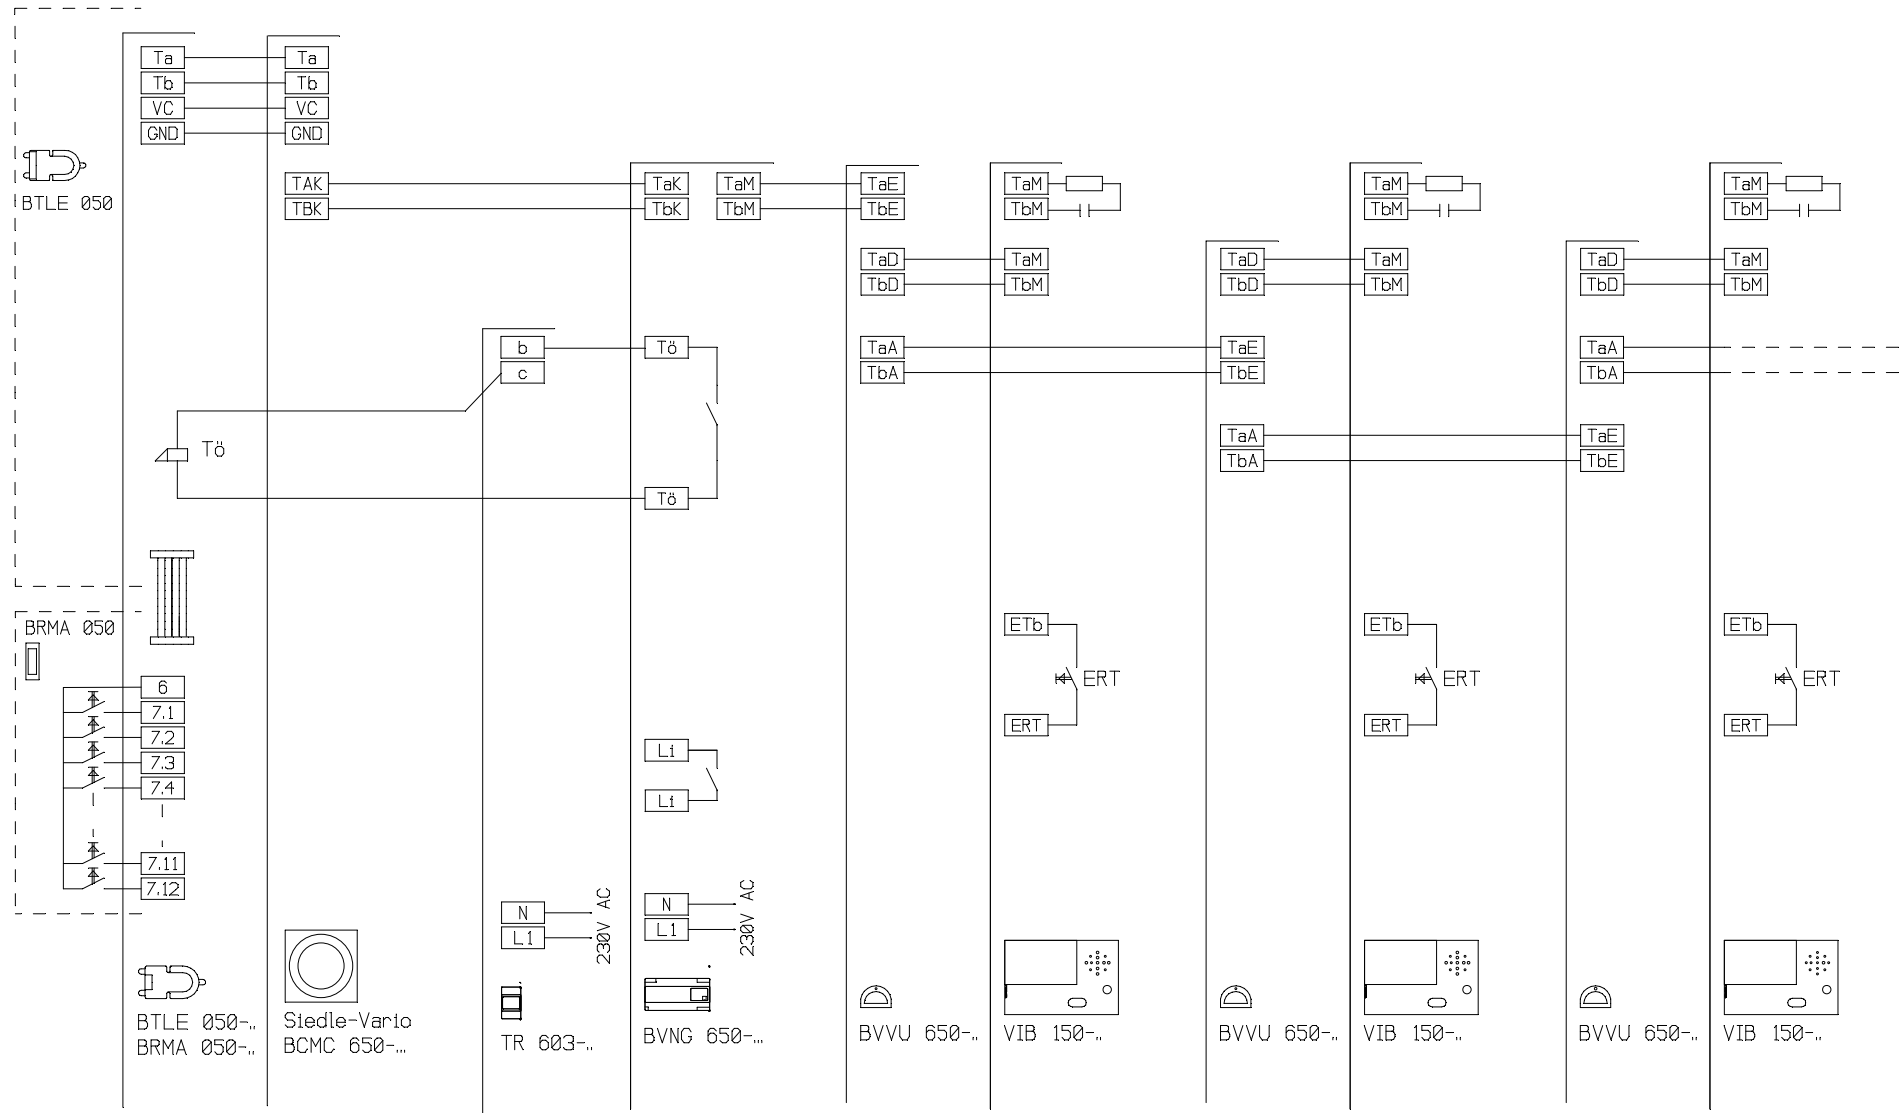 Ta Ta
Tb Tb
VC VC
GND GND
BTLE 050
TAK TaK TaM TaE TaM TaM TaM
TBK TbK TbM TbE TbM TbM TbM
TaD TaM TaD TaM TaD TaM
TbD TbM TbD TbM TbD TbM
b Tö TaA TaE TaA
c TbA TbE TbA
TaA TaE
Tö TbA TbE
Tö
BRMA 050 ETb ETb ETb
6 ERT ERT ERT
7.1 ERT ERT ERT
7.2
7.3 Li
7.4 Li
7.11
7.12
N 230V AC N 230V AC
L1 L1
BTLE 050-..
BRMA 050-..
Siedle-Vario
BCMC 650-...
TR 603-..
BVNG 650-...
BVVU 650-..
VIB 150-..
BVVU 650-..
VIB 150-..
BVVU 650-..
VIB 150-..